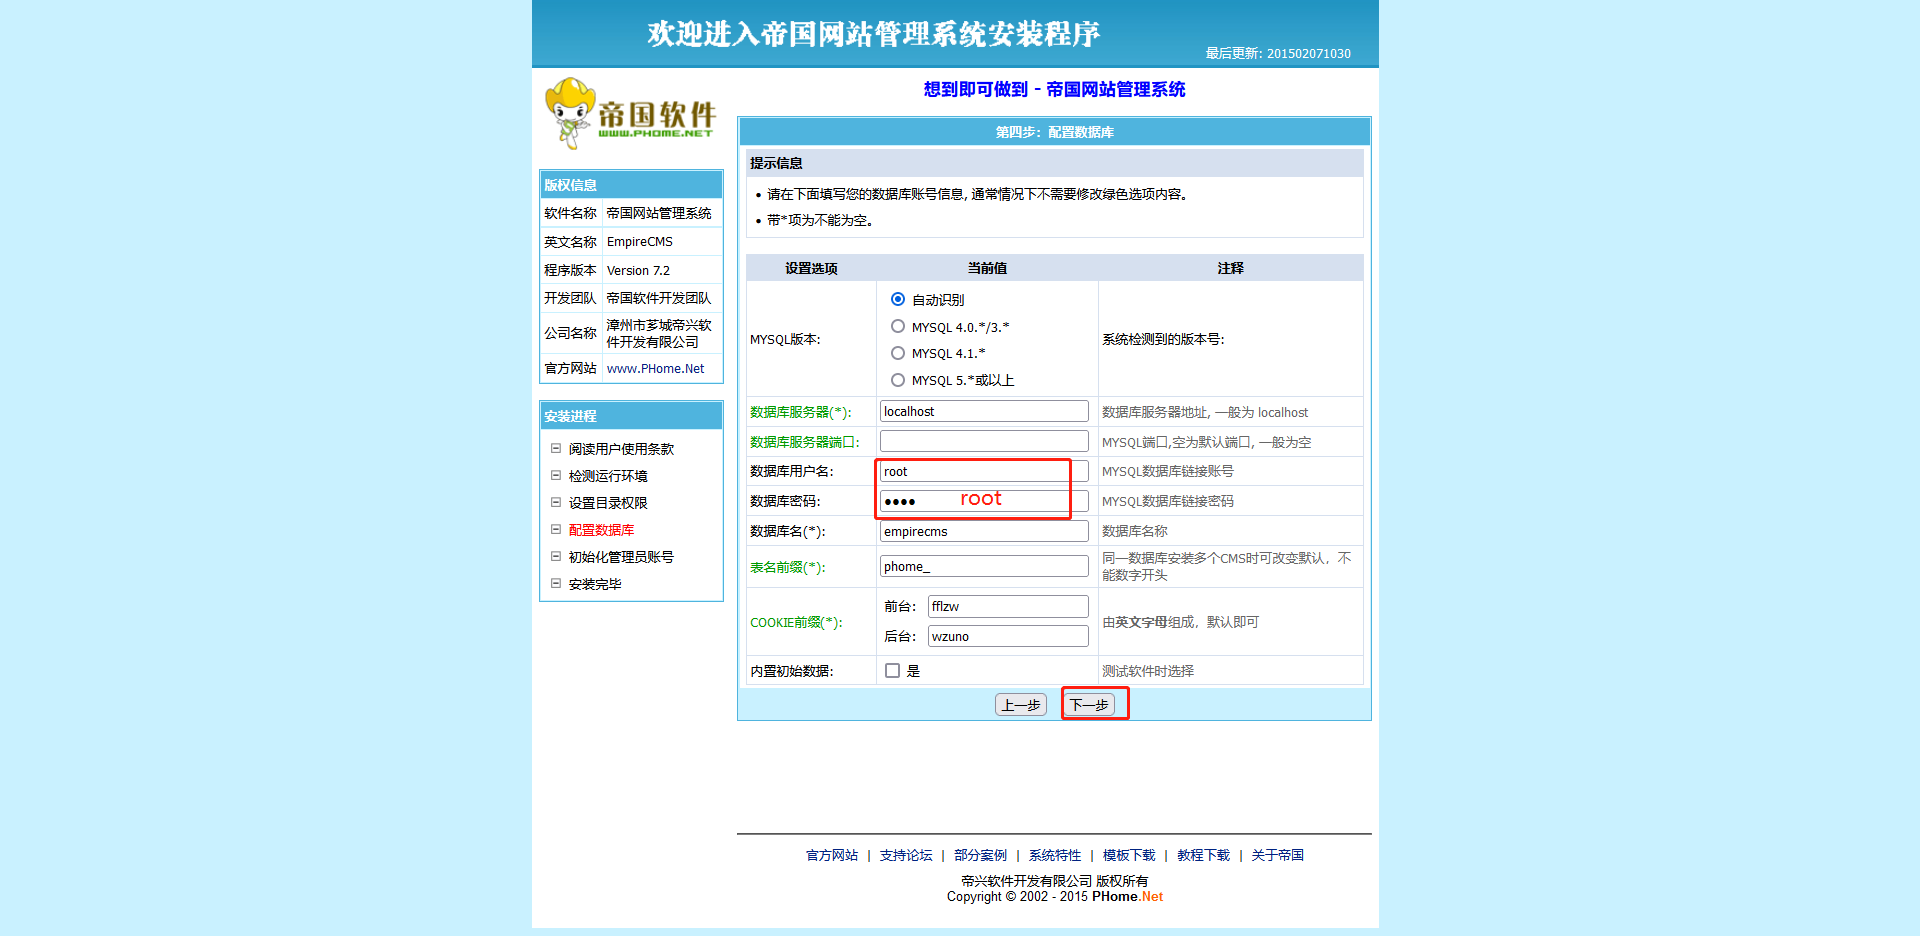 欢迎进入帝国网站管理系统安装程序
最后更新: 201502071030
帝国软件
WWW.PHOME.NET
想到即可做到 - 帝国网站管理系统
版权信息
软件名称 帝国网站管理系统
英文名称 EmpireCMS
程序版本 Version 7.2
开发团队 帝国软件开发团队
公司名称 漳州市芗城帝兴软
件开发有限公司
官方网站 www.PHome.Net
安装进程
阅读用户使用条款
检测运行环境
设置目录权限
配置数据库
初始化管理员账号
安装完毕
第四步：配置数据库
提示信息
• 请在下面填写您的数据库账号信息, 通常情况下不需要修改绿色选项内容。
• 带*项为不能为空。
设置选项 当前值 注释
MYSQL版本:
自动识别
MYSQL 4.0.*/3.*
MYSQL 4.1.*
MYSQL 5.*或以上
系统检测到的版本号:
数据库服务器(*): localhost 数据库服务器地址, 一般为 localhost
数据库服务器端口: MYSQL端口,空为默认端口, 一般为空
数据库用户名: root MYSQL数据库链接账号
数据库密码: ●●●● root MYSQL数据库链接密码
数据库名(*): empirecms 数据库名称
表名前缀(*): phome_ 同一数据库安装多个CMS时可改变默认，不
能数字开头
COOKIE前缀(*):
前台: fflzw
后台: wzuno
由英文字母组成，默认即可
内置初始数据: 是 测试软件时选择
上一步 下一步
官方网站 | 支持论坛 | 部分案例 | 系统特性 | 模板下载 | 教程下载 | 关于帝国
帝兴软件开发有限公司 版权所有
Copyright © 2002 - 2015 PHome.Net